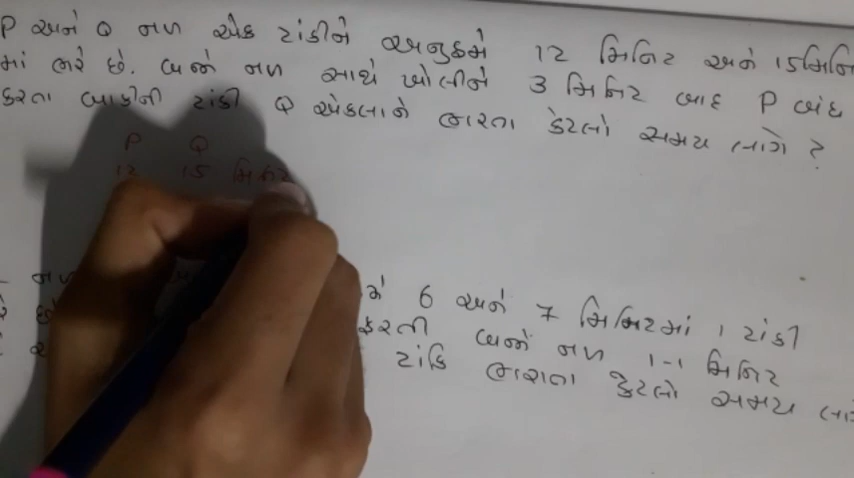 P અને Q નળ એક ટાંકીને અનુક્રમે 12 મિનિટ અને 15 મિનિ
માં ભરે છે. બન્ને નળ સાથે ખોલીને 3 મિનિટ બાદ P બંધ
કરતા બાકીની ટાંકી Q એકલાને ભરતા કેટલો સમય લાગે ?
P Q
12 15 મિનિટ
નળ 6 અને 7 મિનિટમાં 1 ટાંકી
કરતી બન્ને નળ 1-1 મિનિટ
ટાંકિ ભરાતા કેટલો સમય લા